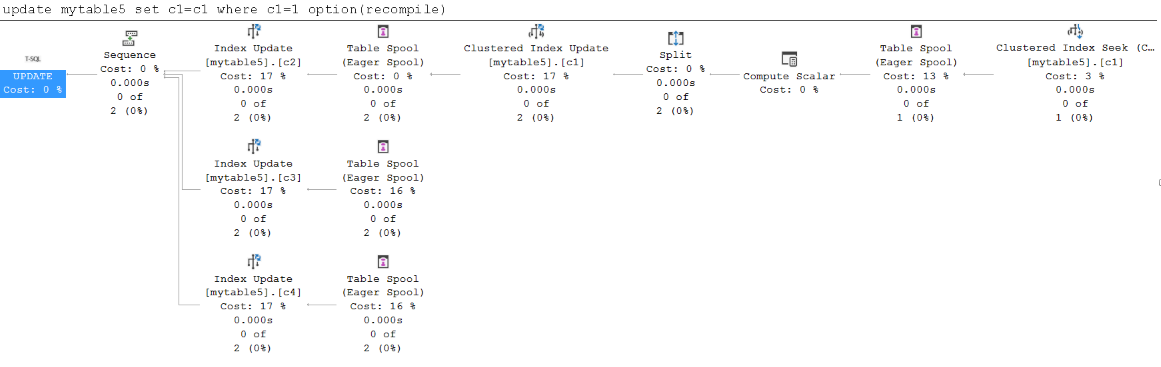 update mytable5 set c1=c1 where c1=1 option(recompile)
T-SQL
UPDATE
Cost: 0 %
Sequence
Cost: 0 %
0.000s
0 of
2 (0%)
Index Update
[mytable5].[c2]
Cost: 17 %
0.000s
0 of
2 (0%)
Table Spool
(Eager Spool)
Cost: 0 %
0.000s
0 of
2 (0%)
Clustered Index Update
[mytable5].[c1]
Cost: 17 %
0.000s
0 of
2 (0%)
Split
Cost: 0 %
0.000s
0 of
2 (0%)
Compute Scalar
Cost: 0 %
Table Spool
(Eager Spool)
Cost: 13 %
0.000s
0 of
1 (0%)
Clustered Index Seek (C…
[mytable5].[c1]
Cost: 3 %
0.000s
0 of
1 (0%)
Index Update
[mytable5].[c3]
Cost: 17 %
0.000s
0 of
2 (0%)
Table Spool
(Eager Spool)
Cost: 16 %
0.000s
0 of
2 (0%)
Index Update
[mytable5].[c4]
Cost: 17 %
0.000s
0 of
2 (0%)
Table Spool
(Eager Spool)
Cost: 16 %
0.000s
0 of
2 (0%)